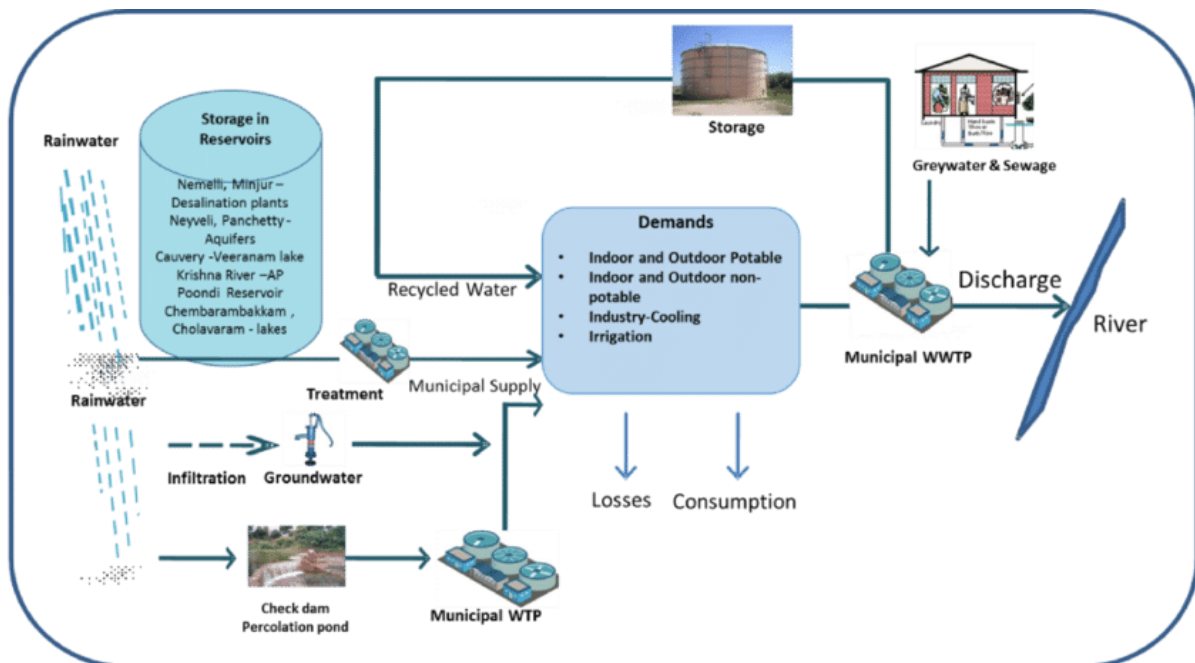 Rainwater
Storage in
Reservoirs
Nemelli, Minjur –
Desalination plants
Neyveli, Panchetty -
Aquifers
Cauvery -Veeranam lake
Krishna River –AP
Poondi Reservoir
Chembarambakkam ,
Cholavaram - lakes
Storage
Greywater & Sewage
Recycled Water
Demands
• Indoor and Outdoor Potable
• Indoor and Outdoor non-
potable
• Industry-Cooling
• Irrigation
Discharge
River
Municipal WWTP
Rainwater
Treatment
Municipal Supply
Infiltration
Groundwater
Losses
Consumption
Check dam
Percolation pond
Municipal WTP